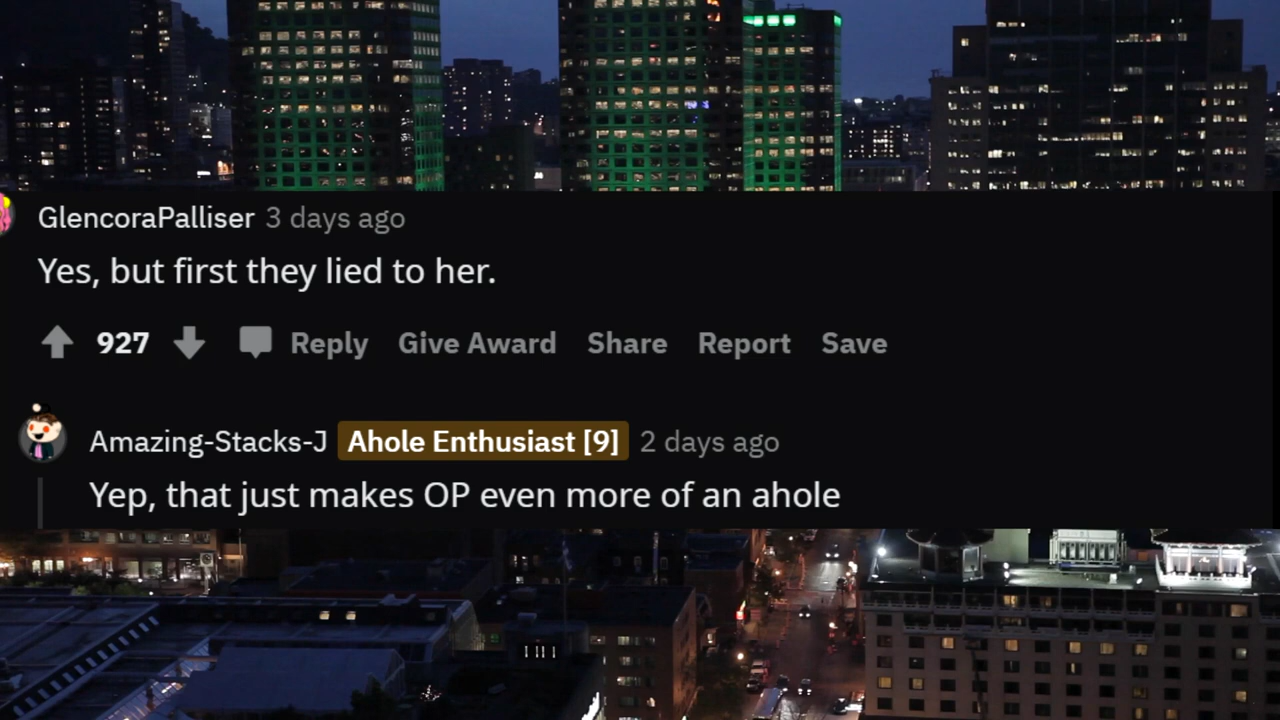 GlencoraPalliser 3 days ago
Yes, but first they lied to her.
927 Reply Give Award Share Report Save
Amazing-Stacks-J Ahole Enthusiast [9] 2 days ago
Yep, that just makes OP even more of an ahole